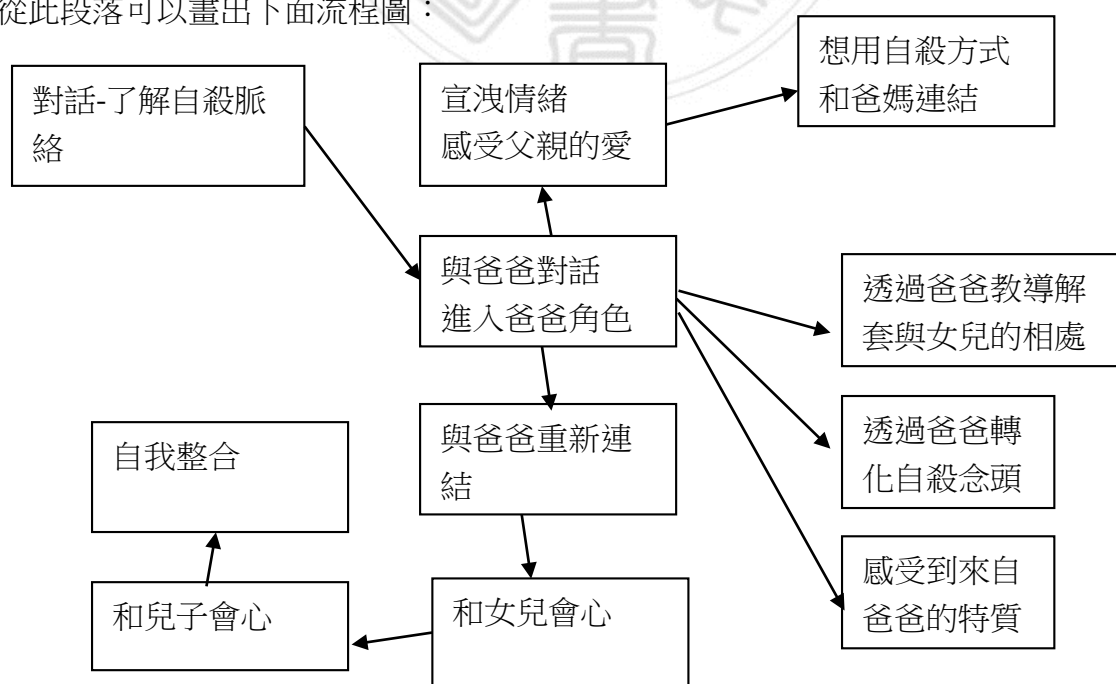 從此段落可以畫出下面流程圖：
對話-了解自殺脈
絡
宣洩情緒
感受父親的愛
想用自殺方式
和爸媽連結
與爸爸對話
進入爸爸角色
透過爸爸教導解
套與女兒的相處
透過爸爸轉
化自殺念頭
感受到來自
爸爸的特質
與爸爸重新連
結
和女兒會心
和兒子會心
自我整合